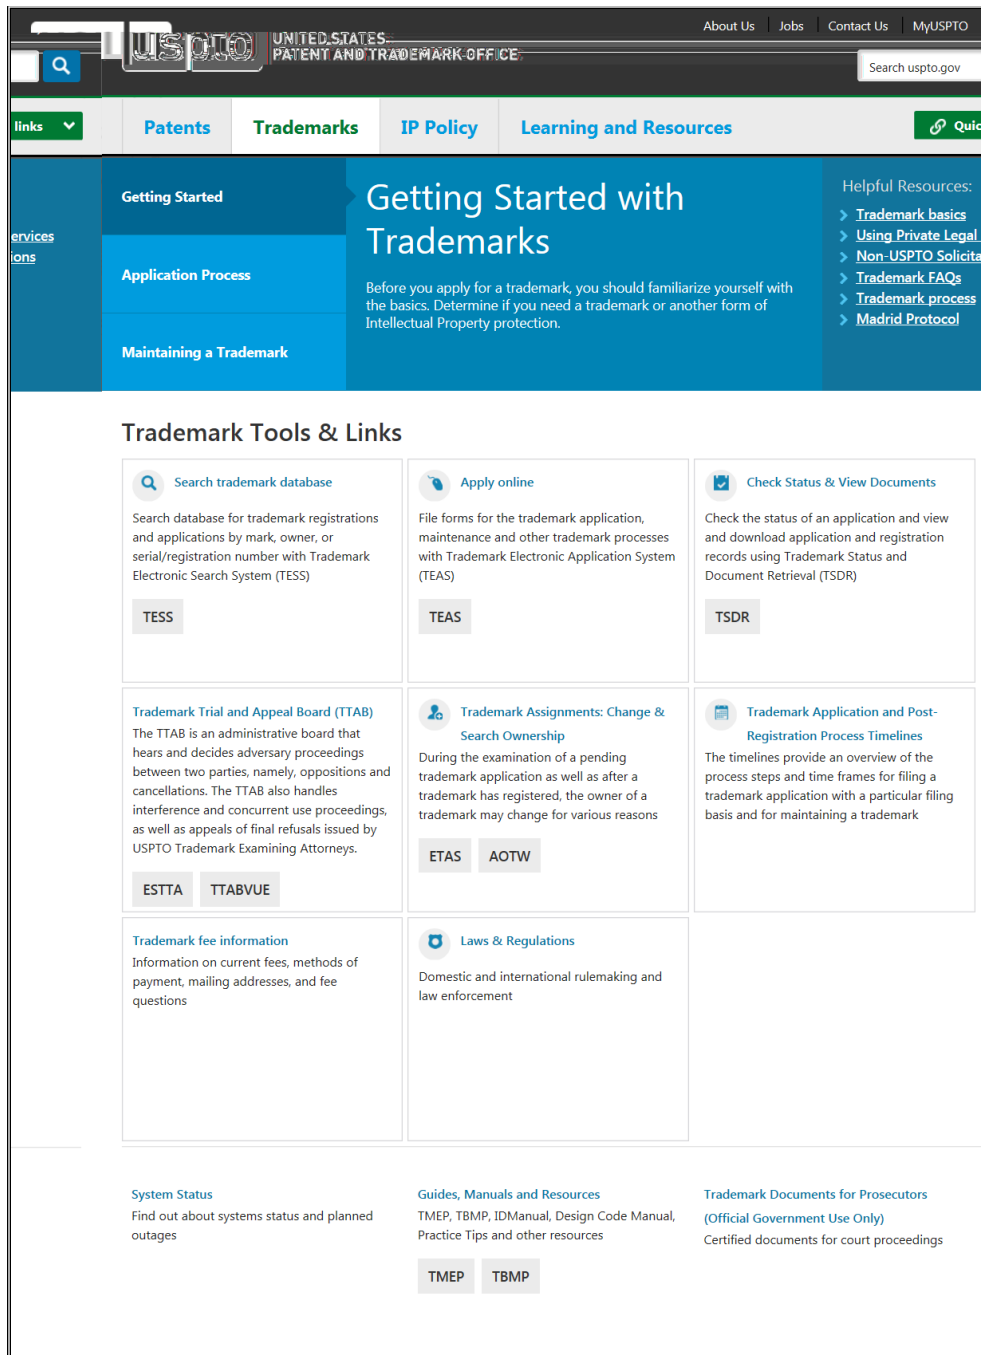 About Us Jobs Contact Us MyUSPTO
uspto UNITED STATES
PATENT AND TRADEMARK OFFICE
Search uspto.gov
links
Patents Trademarks IP Policy Learning and Resources
Quic
Getting Started
Application Process
Maintaining a Trademark
Getting Started with
Trademarks
Before you apply for a trademark, you should familiarize yourself with
the basics. Determine if you need a trademark or another form of
Intellectual Property protection.
Helpful Resources:
Trademark basics
Using Private Legal
Non-USPTO Solicita
Trademark FAQs
Trademark process
Madrid Protocol
ervices
ions
Trademark Tools & Links
Search trademark database
Search database for trademark registrations
and applications by mark, owner, or
serial/registration number with Trademark
Electronic Search System (TESS)
TESS
Apply online
File forms for the trademark application,
maintenance and other trademark processes
with Trademark Electronic Application System
(TEAS)
TEAS
Check Status & View Documents
Check the status of an application and view
and download application and registration
records using Trademark Status and
Document Retrieval (TSDR)
TSDR
Trademark Trial and Appeal Board (TTAB)
The TTAB is an administrative board that
hears and decides adversary proceedings
between two parties, namely, oppositions and
cancellations. The TTAB also handles
interference and concurrent use proceedings,
as well as appeals of final refusals issued by
USPTO Trademark Examining Attorneys.
ESTTA TTABVUE
Trademark Assignments: Change &
Search Ownership
During the examination of a pending
trademark application as well as after a
trademark has registered, the owner of a
trademark may change for various reasons
ETAS AOTW
Trademark Application and Post-
Registration Process Timelines
The timelines provide an overview of the
process steps and time frames for filing a
trademark application with a particular filing
basis and for maintaining a trademark
Trademark fee information
Information on current fees, methods of
payment, mailing addresses, and fee
questions
Laws & Regulations
Domestic and international rulemaking and
law enforcement
System Status
Find out about systems status and planned
outages
Guides, Manuals and Resources
TMEP, TBMP, IDManual, Design Code Manual,
Practice Tips and other resources
TMEP TBMP
Trademark Documents for Prosecutors
(Official Government Use Only)
Certified documents for court proceedings